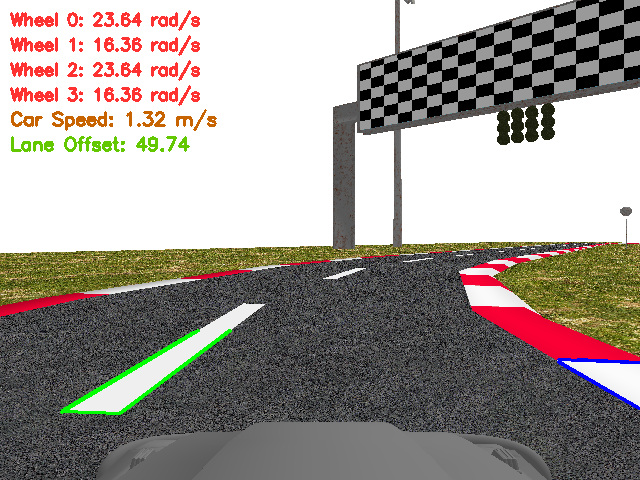 Wheel 0: 23.64 rad/s
Wheel 1: 16.36 rad/s
Wheel 2: 23.64 rad/s
Wheel 3: 16.36 rad/s
Car Speed: 1.32 m/s
Lane Offset: 49.74